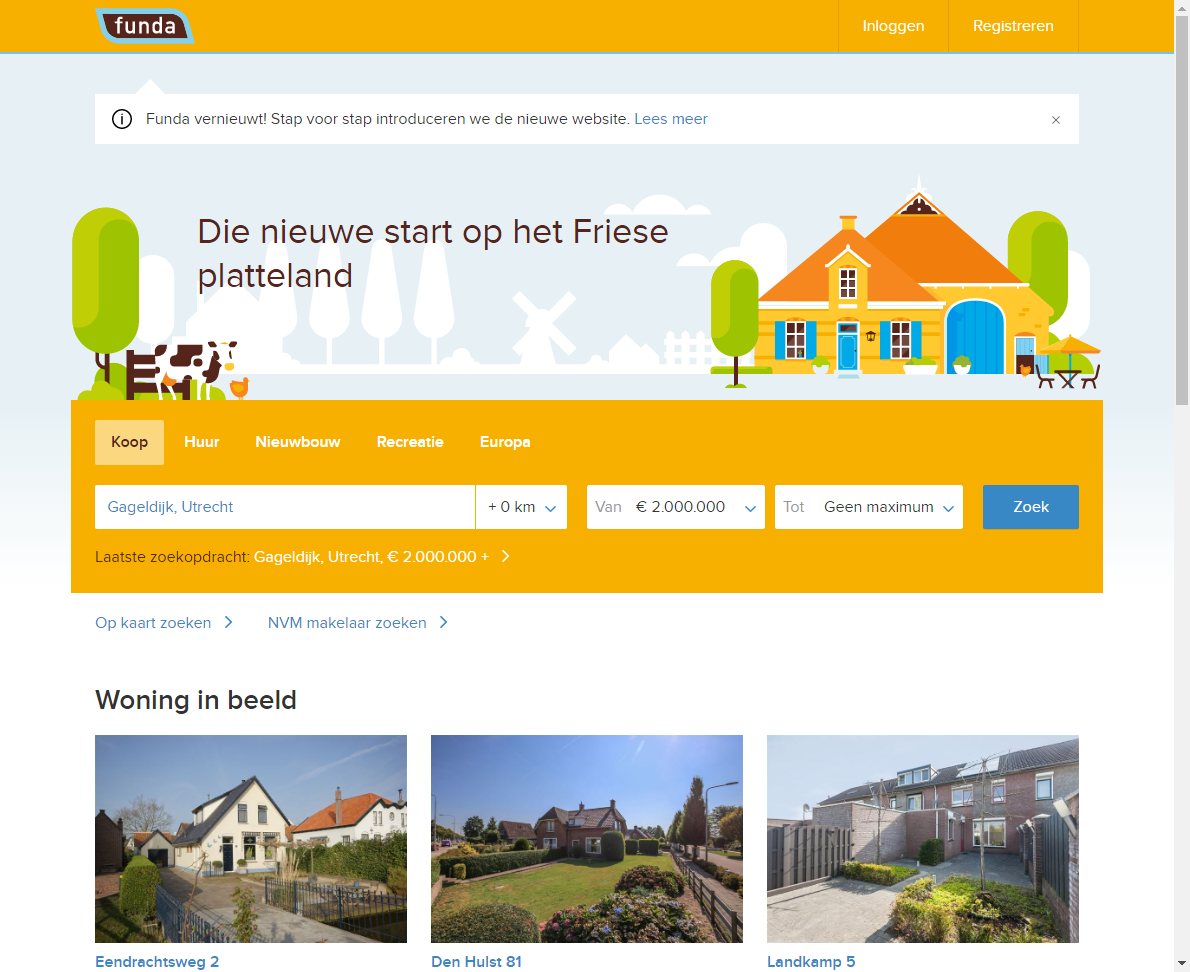 funda
Inloggen
Registreren
Funda vernieuwt! Stap voor stap introduceren we de nieuwe website. Lees meer
Die nieuwe start op het Friese
platteland
Koop
Huur
Nieuwbouw
Recreatie
Europa
Gageldijk, Utrecht
+ 0 km
Van € 2.000.000
Tot Geen maximum
Zoek
Laatste zoekopdracht: Gageldijk, Utrecht, € 2.000.000 +
Op kaart zoeken
NVM makelaar zoeken
Woning in beeld
Eendrachtsweg 2
Den Hulst 81
Landkamp 5